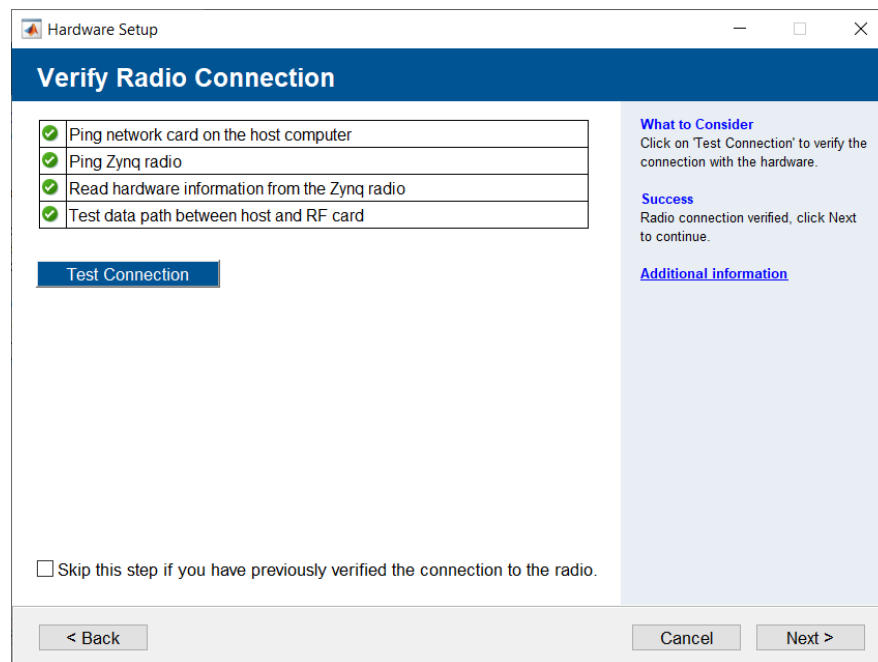 Hardware Setup
Verify Radio Connection
Ping network card on the host computer
Ping Zynq radio
Read hardware information from the Zynq radio
Test data path between host and RF card
Test Connection
Skip this step if you have previously verified the connection to the radio.
What to Consider
Click on 'Test Connection' to verify the
connection with the hardware.
Success
Radio connection verified, click Next
to continue.
Additional information
< Back
Cancel
Next >